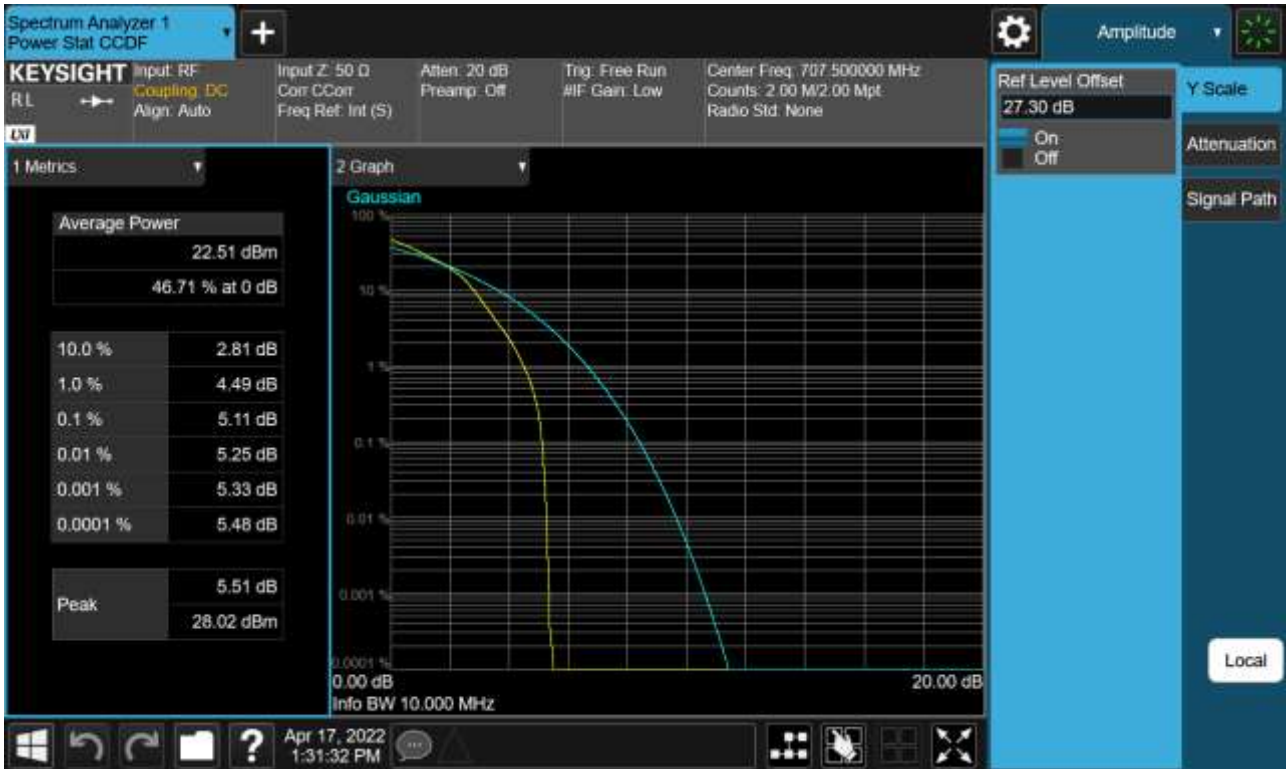 Spectrum Analyzer 1
Power Stat CCDF
+
Amplitude
KEYSIGHT
RL
LXI
Input: RF
Coupling: DC
Align: Auto
Input Z: 50 Ω
Corr CCorr
Freq Ref: Int (S)
Atten: 20 dB
Preamp: Off
Trig: Free Run
#IF Gain: Low
Center Freq: 707.500000 MHz
Counts: 2.00 M/2.00 Mpt
Radio Std: None
Ref Level Offset
27.30 dB
On
Off
Y Scale
Attenuation
Signal Path
1 Metrics
Average Power
22.51 dBm
46.71 % at 0 dB
10.0 % 2.81 dB
1.0 % 4.49 dB
0.1 % 5.11 dB
0.01 % 5.25 dB
0.001 % 5.33 dB
0.0001 % 5.48 dB
Peak
5.51 dB
28.02 dBm
2 Graph
Gaussian
100 %
10 %
1 %
0.1 %
0.01 %
0.001 %
0.0001 %
0.00 dB 20.00 dB
Info BW 10.000 MHz
Local
?
Apr 17, 2022
1:31:32 PM